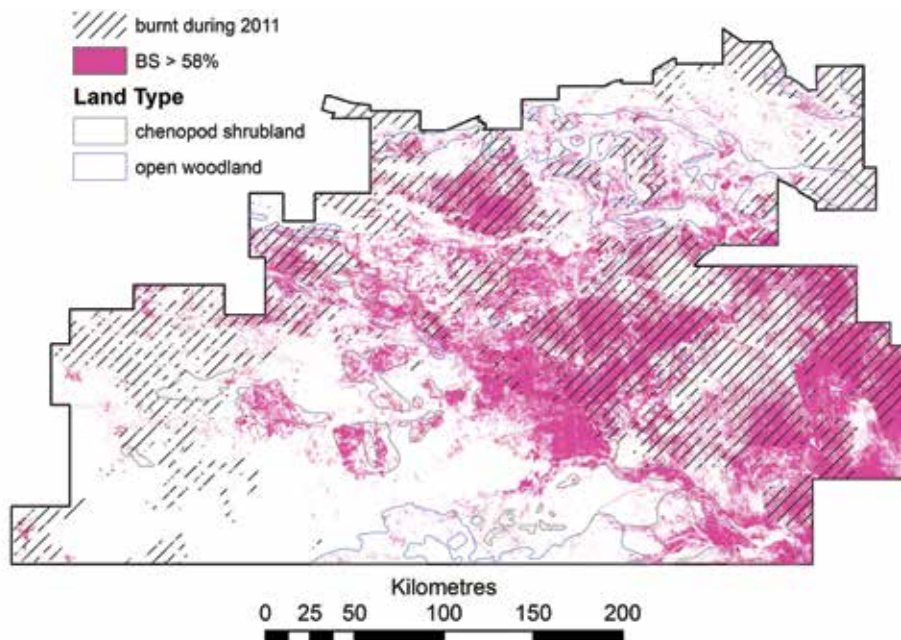 burnt during 2011
BS > 58%
Land Type
chenopod shrubland
open woodland
Kilometres
0 25 50 100 150 200